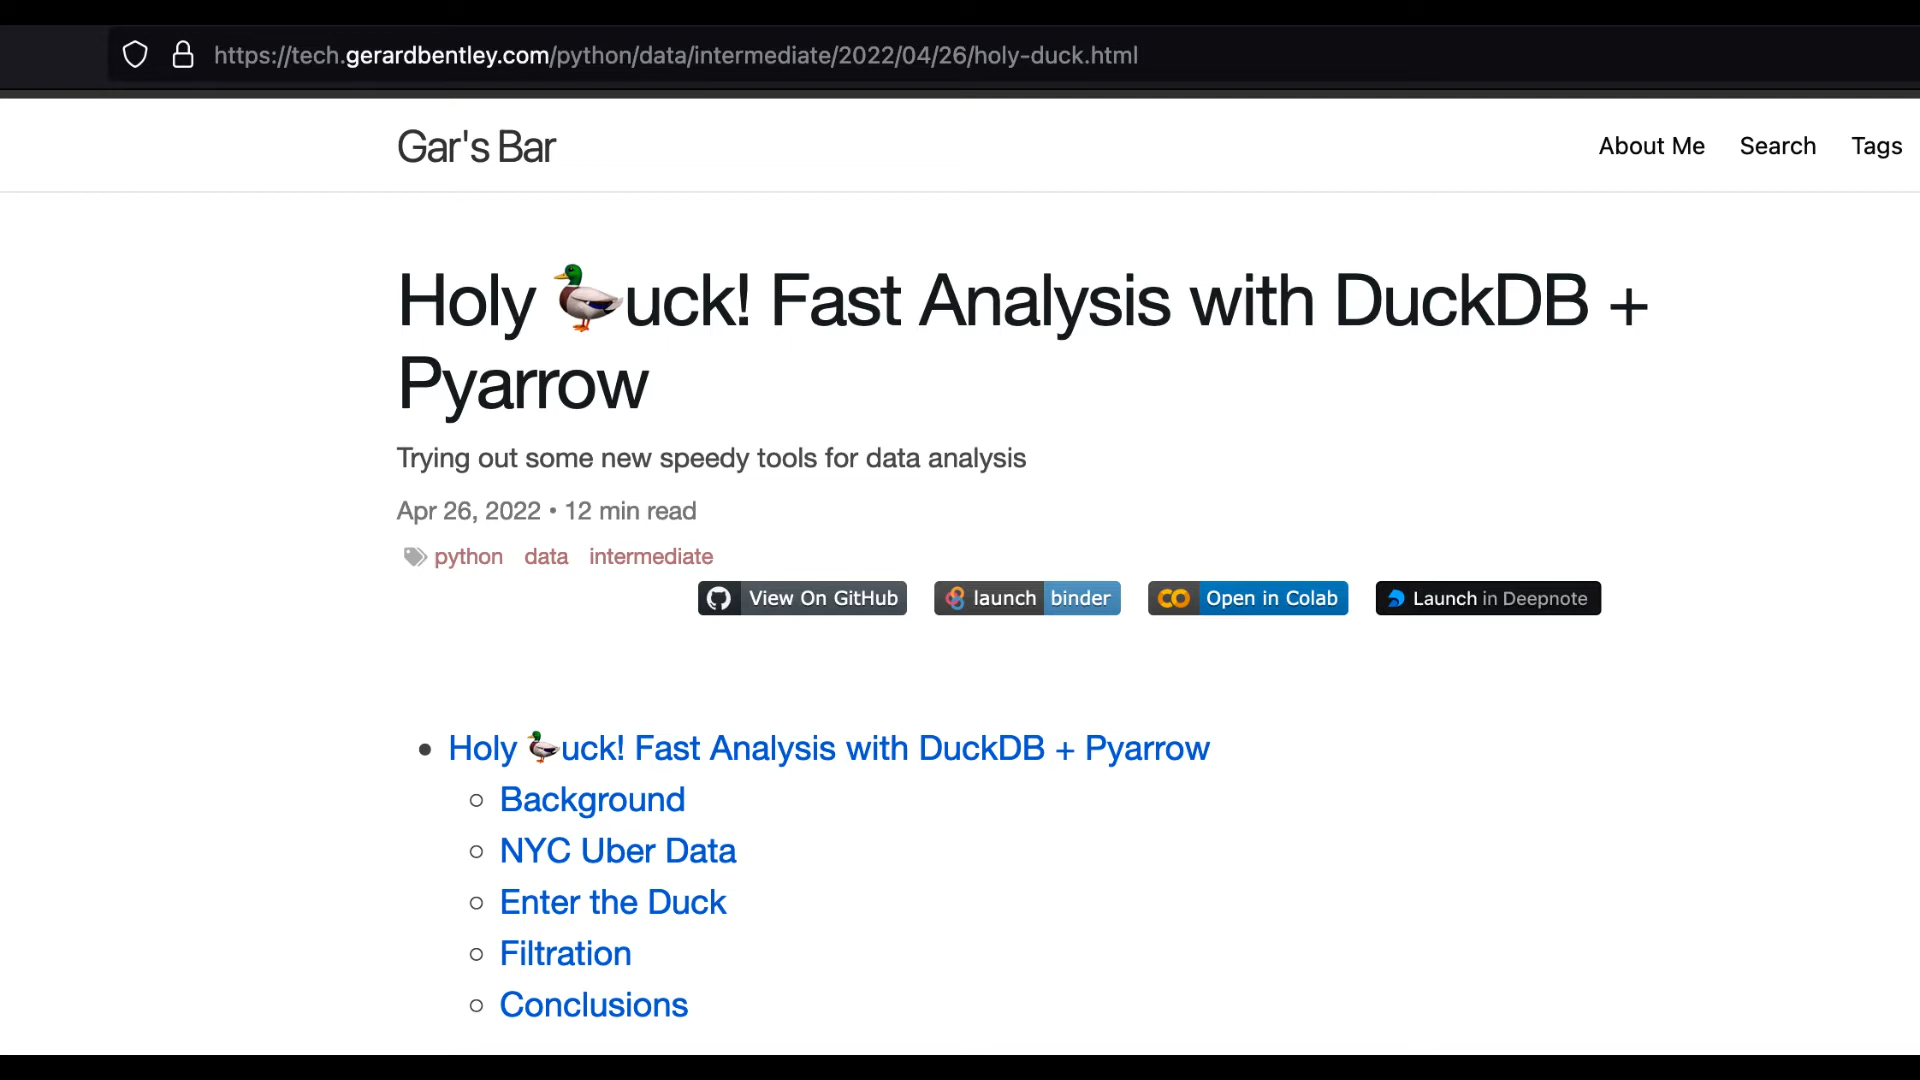 https://tech.gerardbentley.com/python/data/intermediate/2022/04/26/holy-duck.html
Gar's Bar
About Me Search Tags
Holy 🦆uck! Fast Analysis with DuckDB +
Pyarrow
Trying out some new speedy tools for data analysis
Apr 26, 2022 • 12 min read
python data intermediate
View On GitHub launch binder Open in Colab Launch in Deepnote
Holy 🦆uck! Fast Analysis with DuckDB + Pyarrow
Background
NYC Uber Data
Enter the Duck
Filtration
Conclusions